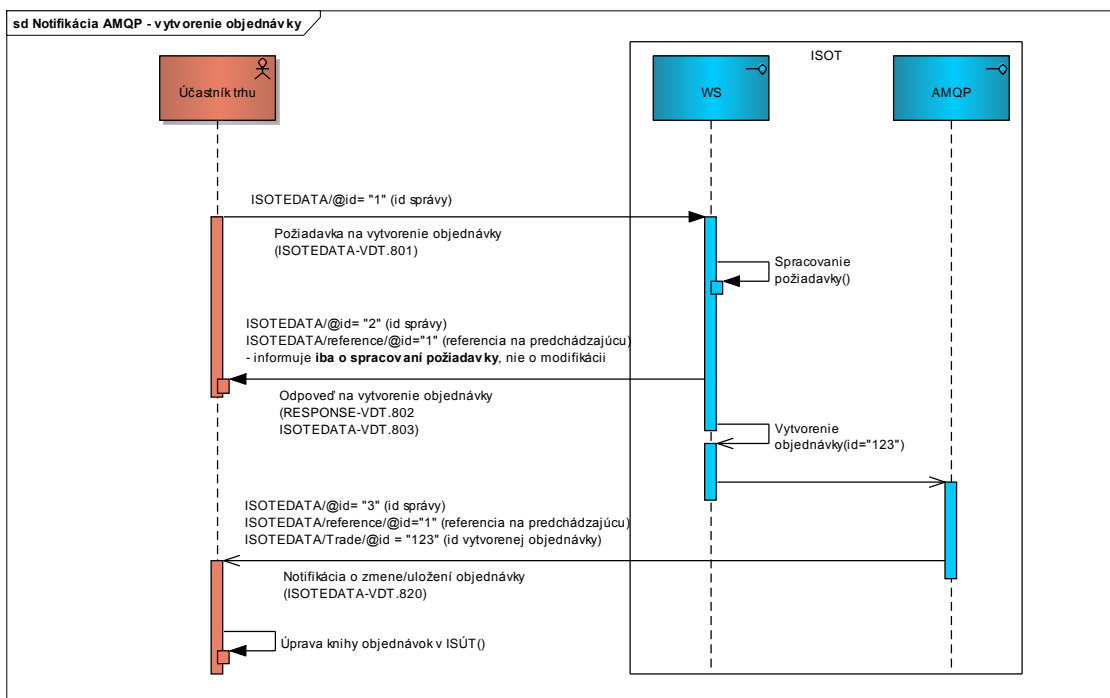 sd Notifikácia AMQP - vytvorenie objednávky
ISOT
Účastník trhu
WS
AMQP
ISOTEDATA/@id= "1" (id správy)
Požiadavka na vytvorenie objednávky
(ISOTEDATA-VDT.801)
Spracovanie
požiadavky()
ISOTEDATA/@id= "2" (id správy)
ISOTEDATA/reference/@id="1" (referencia na predchádzajúcu)
- informuje iba o spracovaní požiadavky, nie o modifikácii
Odpoveď na vytvorenie objednávky
(RESPONSE-VDT.802
ISOTEDATA-VDT.803)
Vytvorenie
objednávky(id="123")
ISOTEDATA/@id= "3" (id správy)
ISOTEDATA/reference/@id="1" (referencia na predchádzajúcu)
ISOTEDATA/Trade/@id = "123" (id vytvorenej objednávky)
Notifikácia o zmene/uložení objednávky
(ISOTEDATA-VDT.820)
Úprava knihy objednávok v ISÚT()